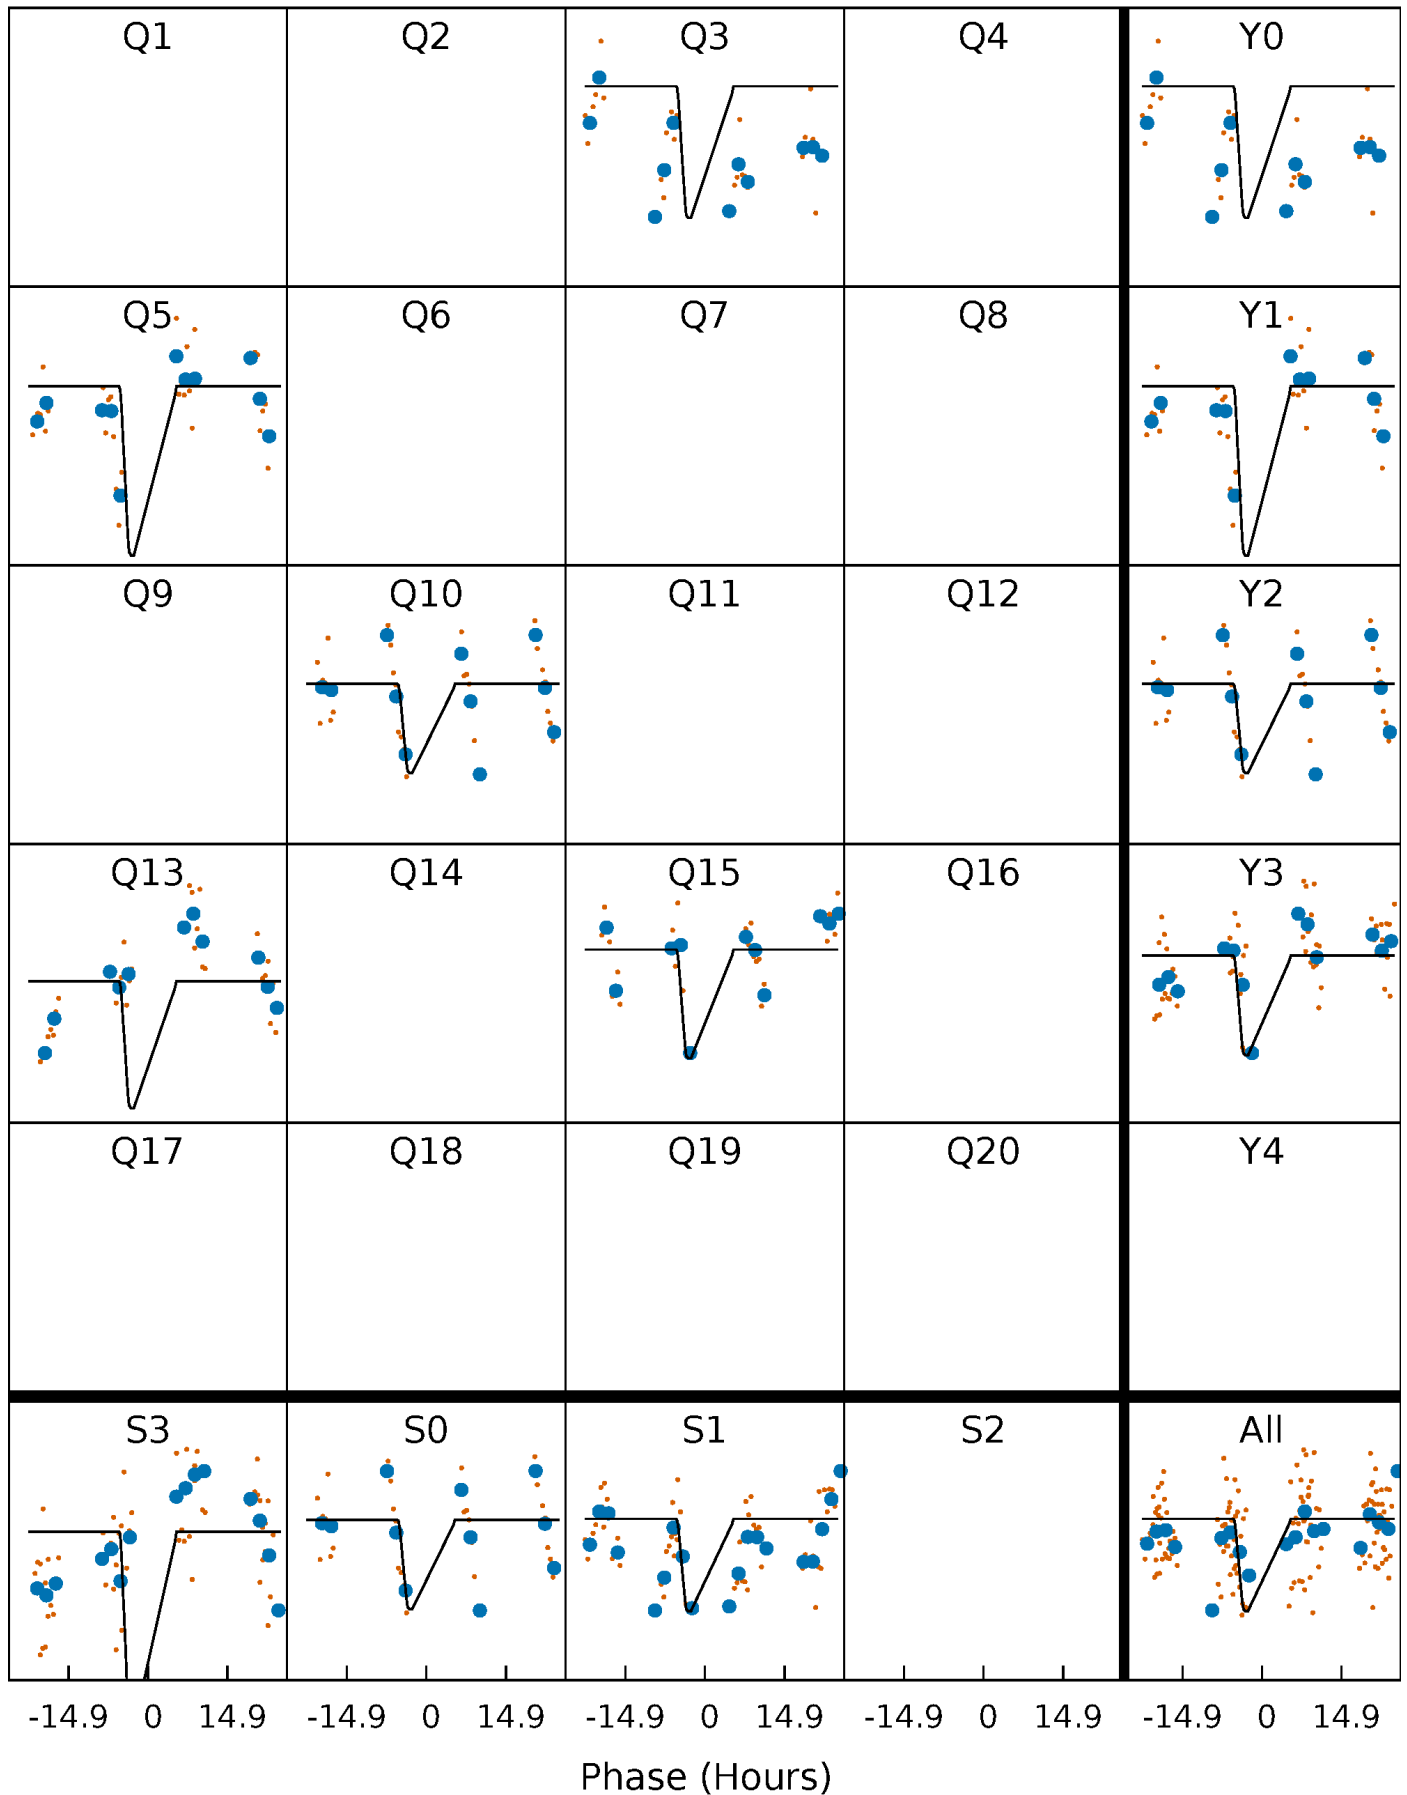 Q1 Q2 Q3 Q4 Y0
Q5 Q6 Q7 Q8 Y1
Q9 Q10 Q11 Q12 Y2
Q13 Q14 Q15 Q16 Y3
Q17 Q18 Q19 Q20 Y4
S3 S0 S1 S2 All
-14.9 0 14.9 -14.9 0 14.9 -14.9 0 14.9 -14.9 0 14.9 -14.9 0 14.9
Phase (Hours)